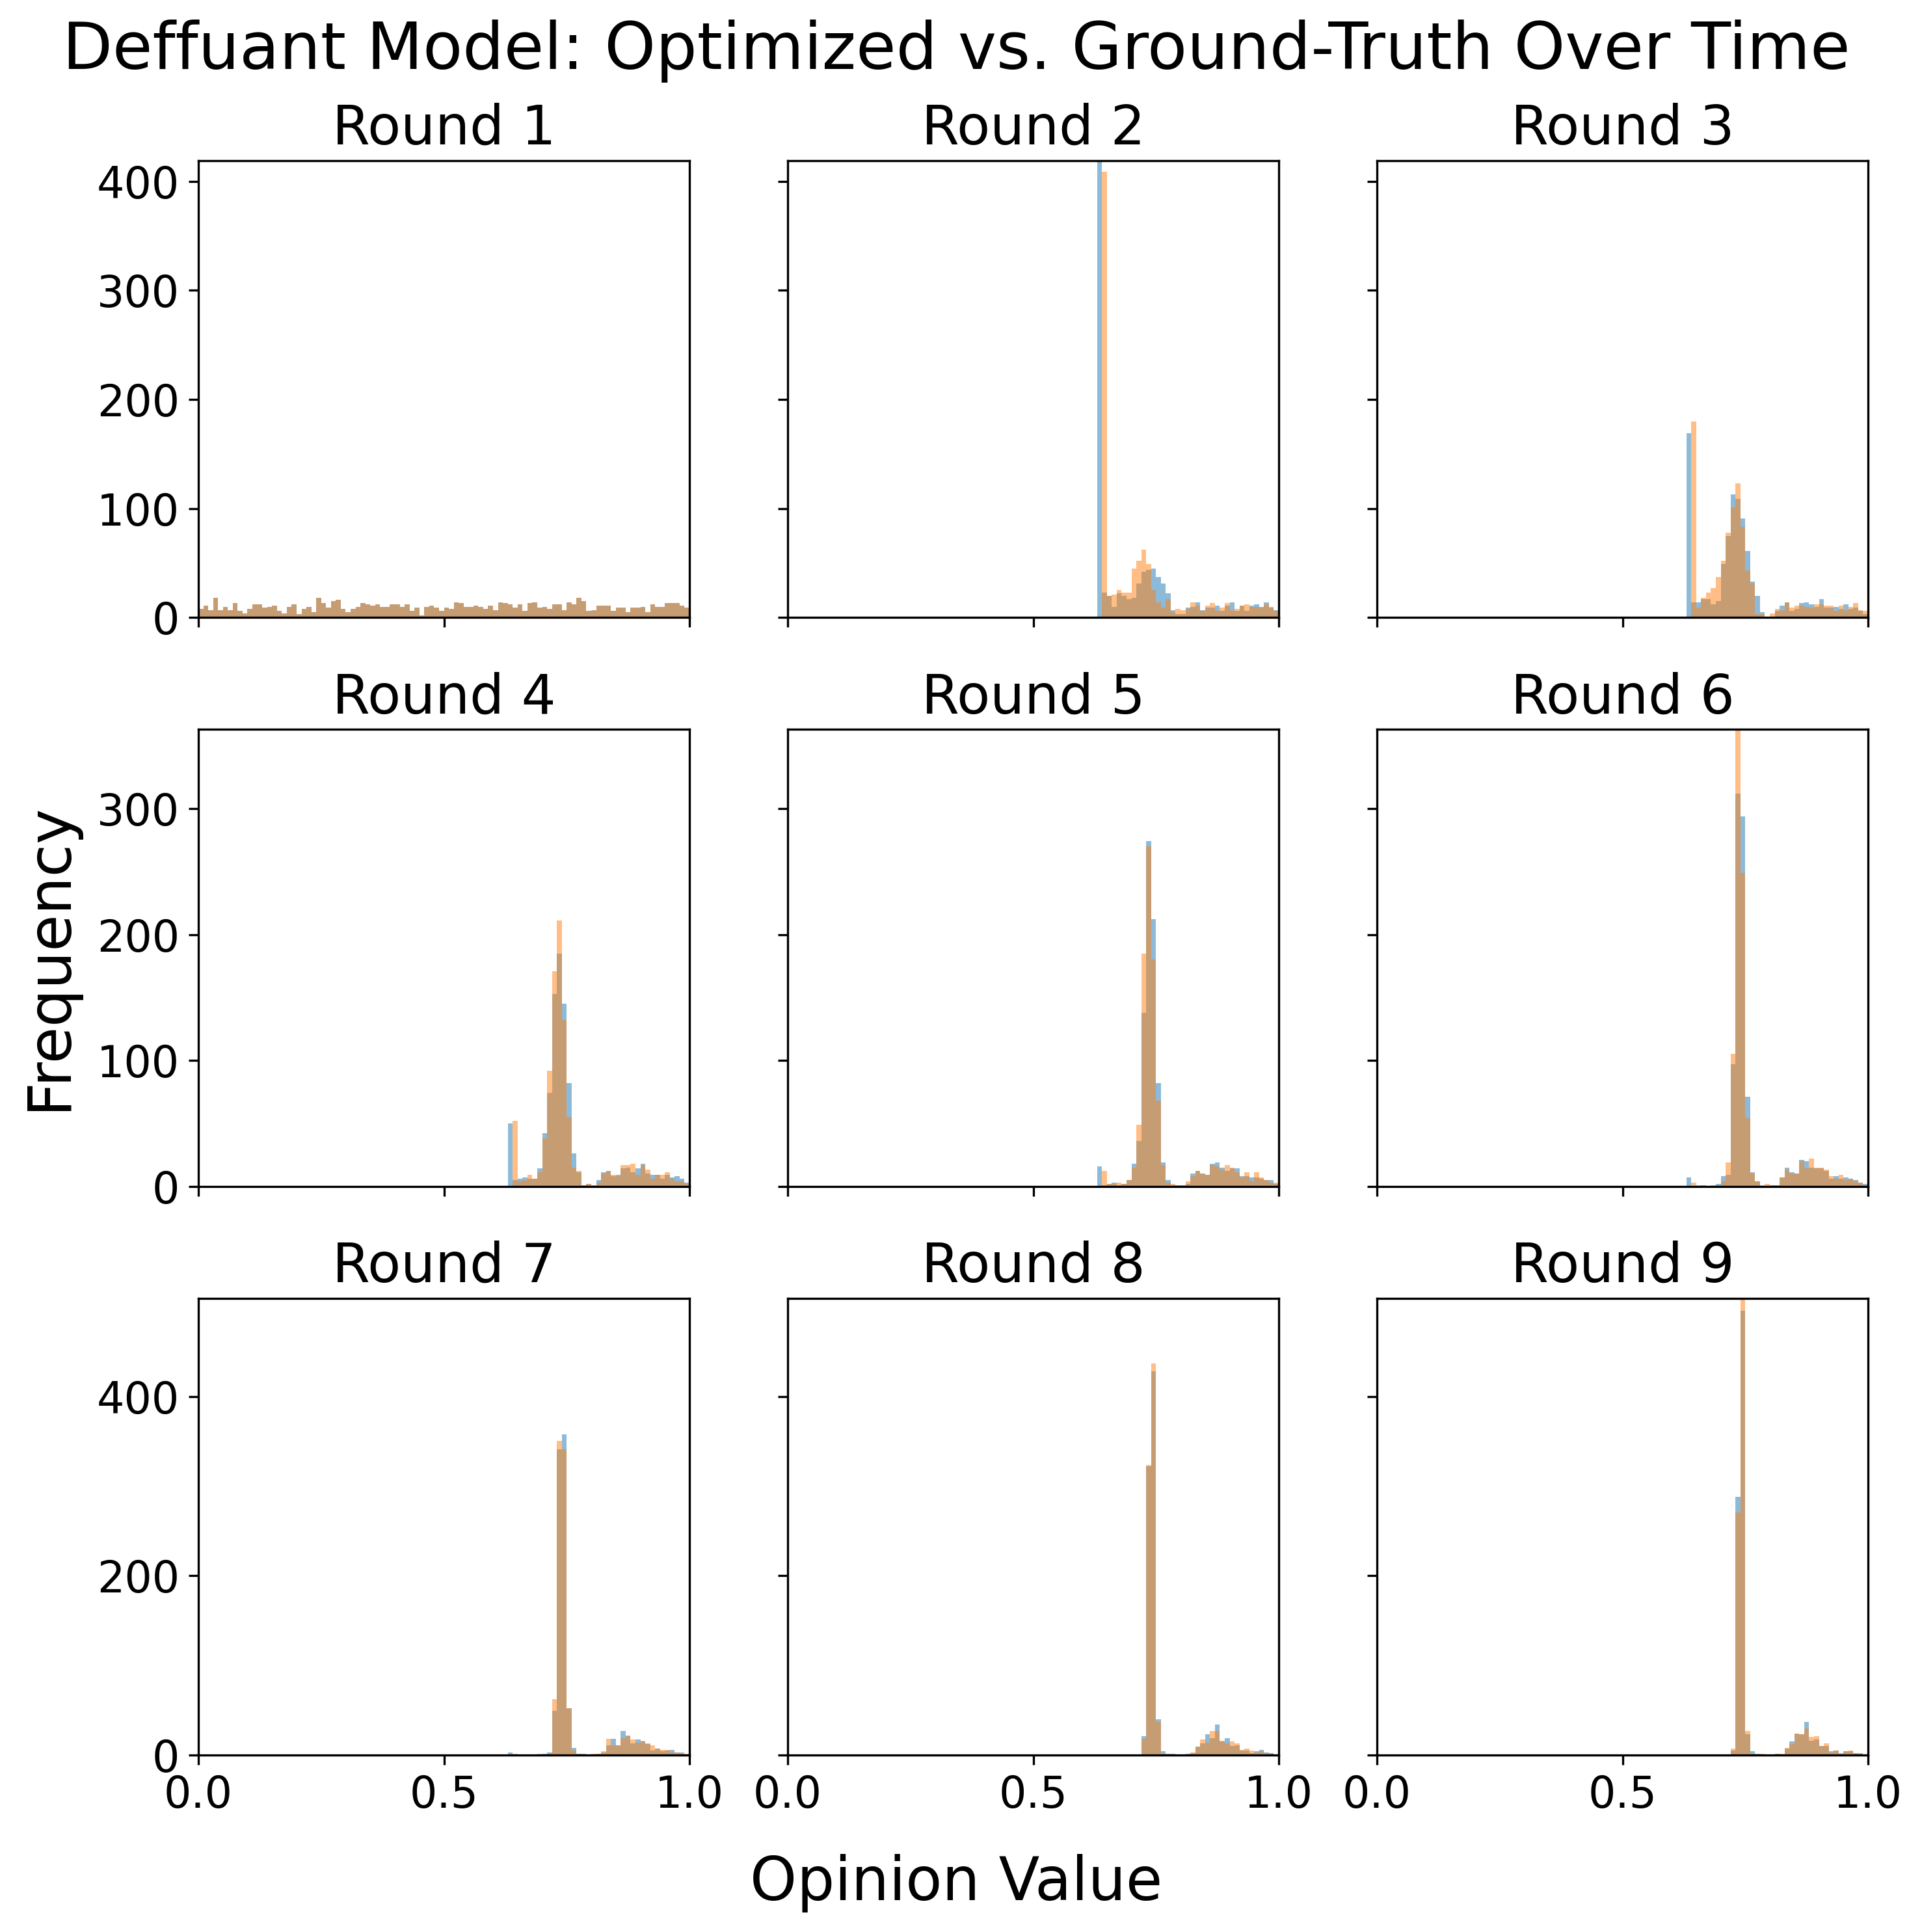 Deffuant Model: Optimized vs. Ground-Truth Over Time
Round 1
Round 2
Round 3
400
300
200
100
0
Round 4
Round 5
Round 6
300
200
100
0
Frequency
Round 7
Round 8
Round 9
400
200
0
0.0 0.5 1.0
0.0 0.5 1.0
0.0 0.5 1.0
Opinion Value